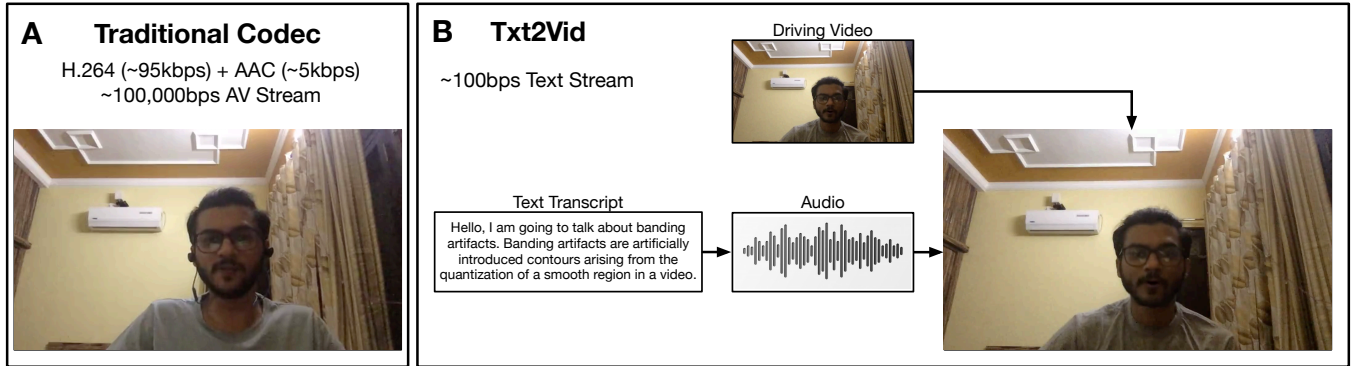 A Traditional Codec
H.264 (~95kbps) + AAC (~5kbps)
~100,000bps AV Stream
B Txt2Vid
~100bps Text Stream
Driving Video
Text Transcript
Hello, I am going to talk about banding
artifacts. Banding artifacts are artificially
introduced contours arising from the
quantization of a smooth region in a video.
Audio